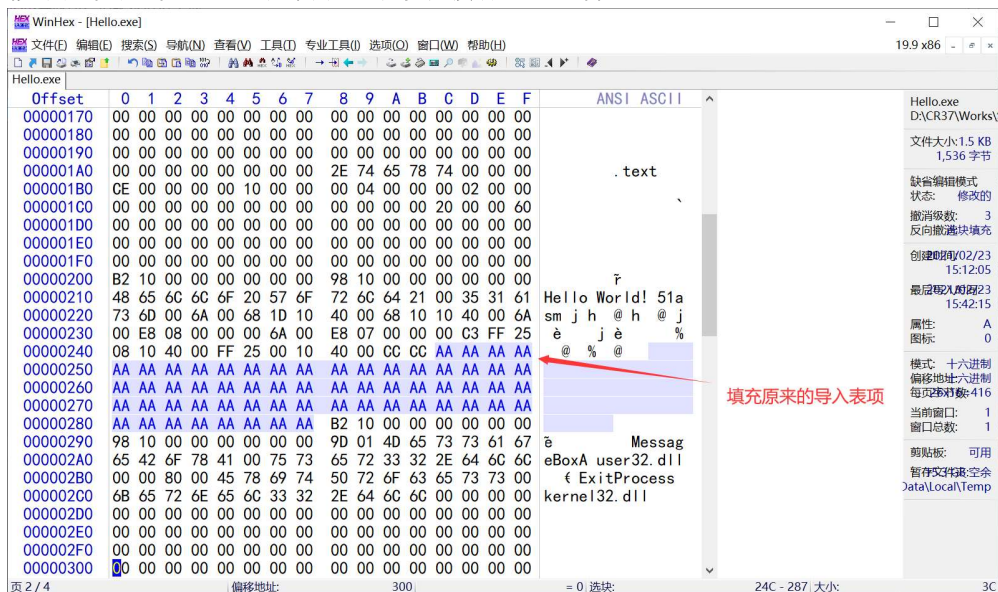 WinHex - [Hello.exe]
文件(F) 编辑(E) 搜索(S) 导航(N) 查看(V) 工具(T) 专业工具(I) 选项(O) 窗口(W) 帮助(H) 19.9 x86
Hello.exe
Offset 0 1 2 3 4 5 6 7 8 9 A B C D E F ANSI ASCII
00000170 00 00 00 00 00 00 00 00 00 00 00 00 00 00 00 00
00000180 00 00 00 00 00 00 00 00 00 00 00 00 00 00 00 00
00000190 00 00 00 00 00 00 00 00 00 00 00 00 00 00 00 00
000001A0 00 00 00 00 00 00 00 00 2E 74 65 78 74 00 00 00 .text
000001B0 CE 00 00 00 00 10 00 00 00 04 00 00 00 02 00 00
000001C0 00 00 00 00 00 00 00 00 00 00 00 00 20 00 00 60 `
000001D0 00 00 00 00 00 00 00 00 00 00 00 00 00 00 00 00
000001E0 00 00 00 00 00 00 00 00 00 00 00 00 00 00 00 00
000001F0 00 00 00 00 00 00 00 00 00 00 00 00 00 00 00 00
00000200 B2 10 00 00 00 00 00 00 98 10 00 00 00 00 00 00
00000210 48 65 6C 6C 6F 20 57 6F 72 6C 64 21 00 35 31 61 Hello World! 51a
00000220 73 6D 00 6A 00 68 1D 10 40 00 68 10 10 40 00 6A sm j h @ h @ j
00000230 00 E8 08 00 00 00 6A 00 E8 07 00 00 00 C3 FF 25 è j è %
00000240 08 10 40 00 FF 25 00 10 40 00 CC CC AA AA AA AA @ % @
00000250 AA AA AA AA AA AA AA AA AA AA AA AA AA AA AA AA
00000260 AA AA AA AA AA AA AA AA AA AA AA AA AA AA AA AA
00000270 AA AA AA AA AA AA AA AA AA AA AA AA AA AA AA AA
00000280 AA AA AA AA AA AA AA AA B2 10 00 00 00 00 00 00
00000290 98 10 00 00 00 00 00 00 9D 01 4D 65 73 73 61 67 Messag
000002A0 65 42 6F 78 41 00 75 73 65 72 33 32 2E 64 6C 6C eBoxA user32.dll
000002B0 00 00 80 00 45 78 69 74 50 72 6F 63 65 73 73 00 € ExitProcess
000002C0 6B 65 72 6E 65 6C 33 32 2E 64 6C 6C 00 00 00 00 kernel32.dll
000002D0 00 00 00 00 00 00 00 00 00 00 00 00 00 00 00 00
000002E0 00 00 00 00 00 00 00 00 00 00 00 00 00 00 00 00
000002F0 00 00 00 00 00 00 00 00 00 00 00 00 00 00 00 00
00000300 00 00 00 00 00 00 00 00 00 00 00 00 00 00 00 00
填充原来的导入表项
Hello.exe
D:\CR37\Works\
文件大小:1.5 KB
1,536 字节
缺省编辑模式
状态: 修改的
撤消级数: 3
反向撤消:块填充
15:12:05
15:42:15
属性: A
图标: 0
模式: 十六进制
偏移地址:十六进制
当前窗口: 1
窗口总数: 1
剪贴板: 可用
Data\Local\Temp
页 2 / 4 偏移地址: 300 = 0 选块: 24C - 287 大小: 3C